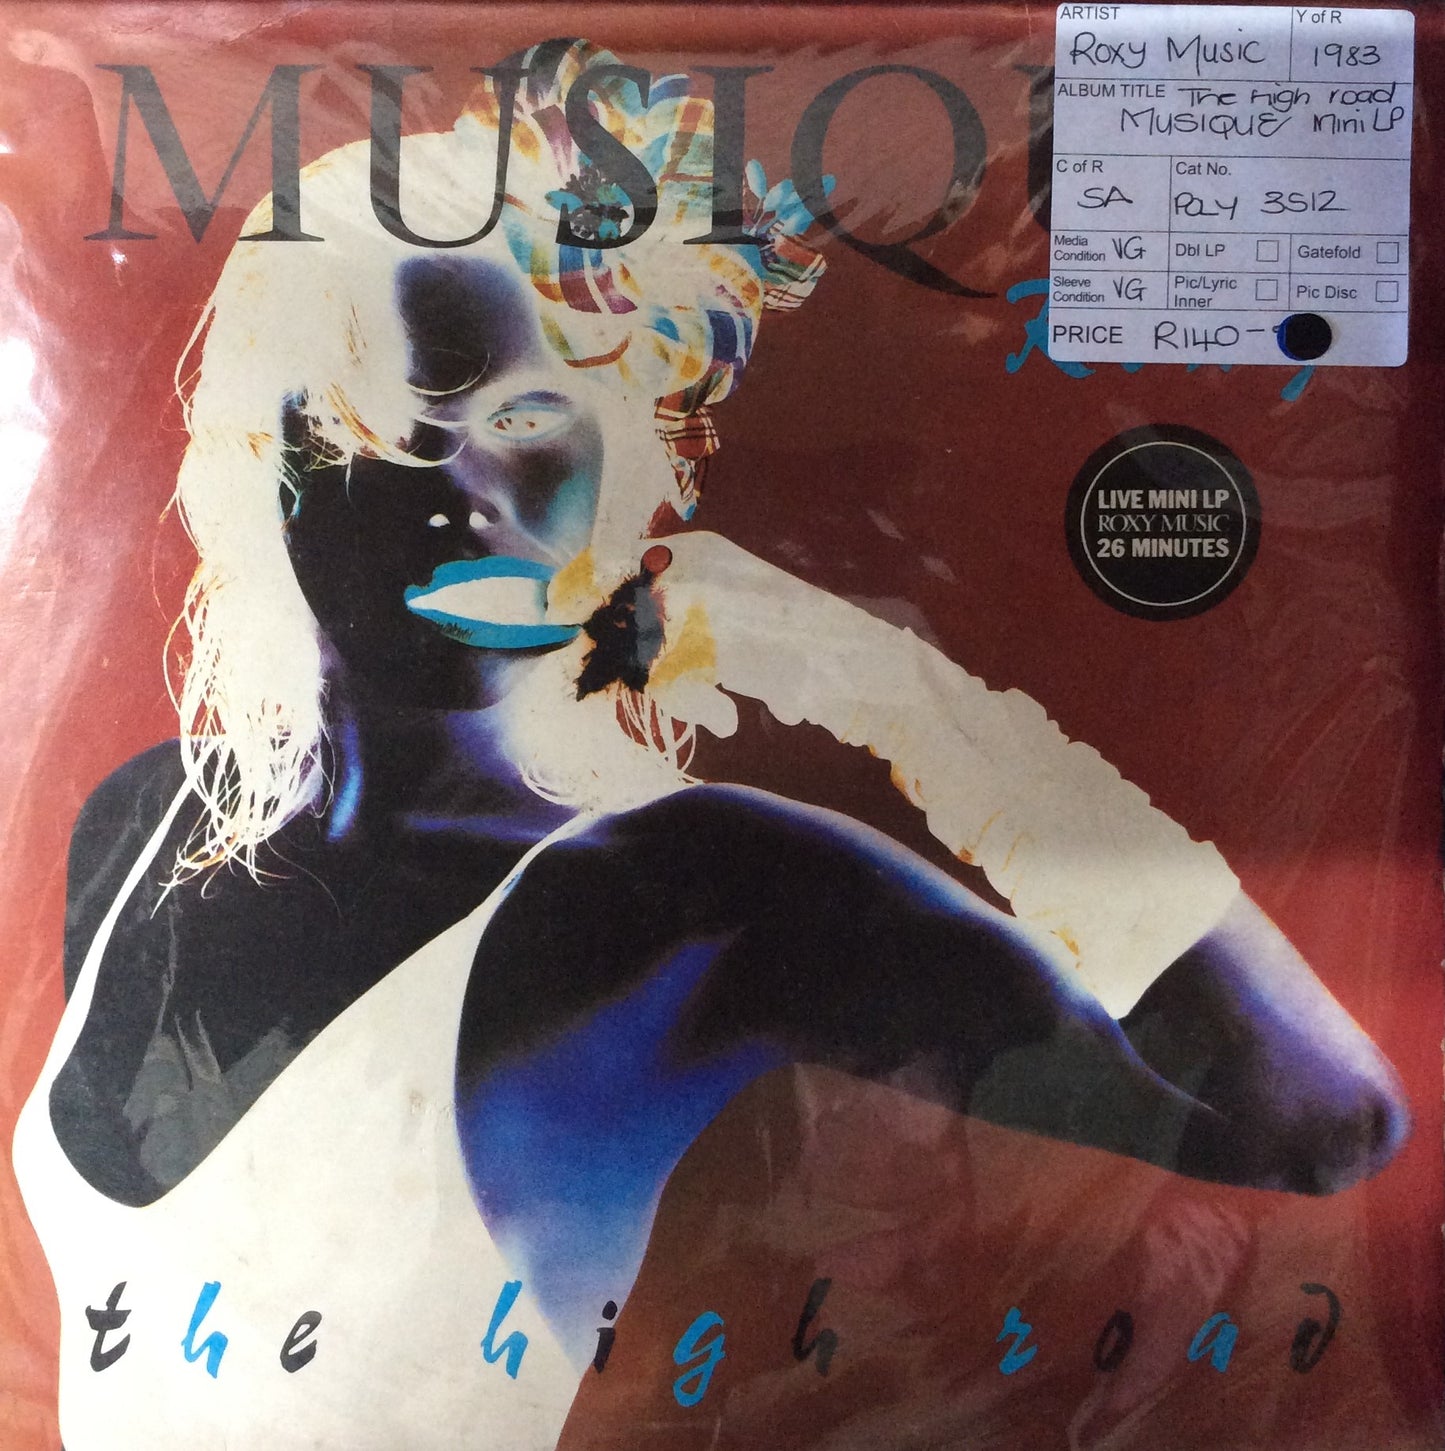 MUSIQU
ARTIST
Y of R
Roxy Music
1983
ALBUM TITLE The high road
MUSIQUE Mini LP
C of R
Cat No.
SA
POLY 3512
Media
Condition VG
Dbl LP
Gatefold
Sleeve
Condition VG
Pic/Lyric
Inner
Pic Disc
PRICE R140-
LIVE MINI LP
ROXY MUSIC
26 MINUTES
the high road